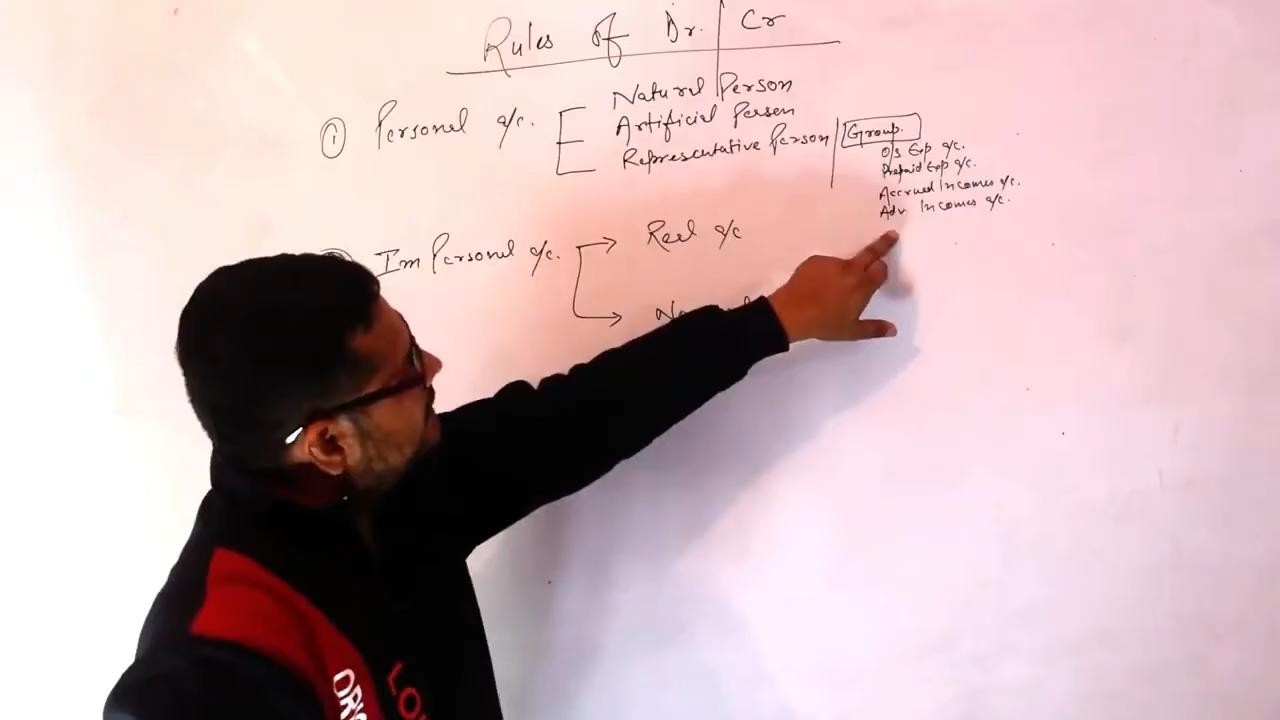 Rules of Dr. Cr
① Personal a/c.
Natural Person
Artificial Person
Representative Person
Group.
O/S Exp a/c.
Prepaid Exp a/c.
Accrued Incomes a/c.
Adv. Incomes a/c.
Im Personal a/c.
Real a/c